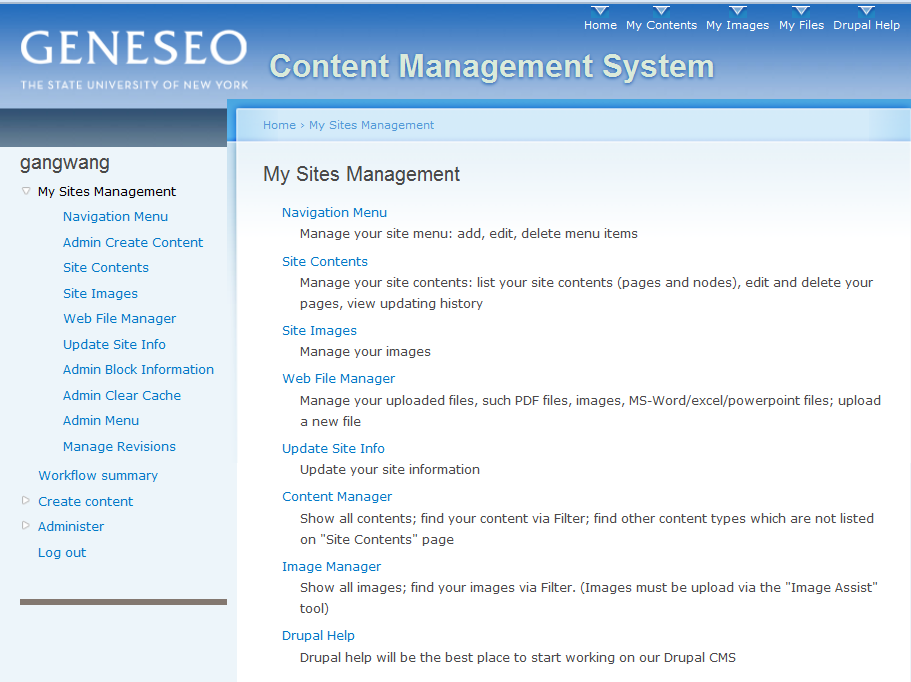 Home My Contents My Images My Files Drupal Help
GENESEO
THE STATE UNIVERSITY OF NEW YORK
Content Management System
Home › My Sites Management
gangwang
My Sites Management
Navigation Menu
Admin Create Content
Site Contents
Site Images
Web File Manager
Update Site Info
Admin Block Information
Admin Clear Cache
Admin Menu
Manage Revisions
Workflow summary
Create content
Administer
Log out
My Sites Management
Navigation Menu
Manage your site menu: add, edit, delete menu items
Site Contents
Manage your site contents: list your site contents (pages and nodes), edit and delete your
pages, view updating history
Site Images
Manage your images
Web File Manager
Manage your uploaded files, such PDF files, images, MS-Word/excel/powerpoint files; upload
a new file
Update Site Info
Update your site information
Content Manager
Show all contents; find your content via Filter; find other content types which are not listed
on "Site Contents" page
Image Manager
Show all images; find your images via Filter. (Images must be upload via the "Image Assist"
tool)
Drupal Help
Drupal help will be the best place to start working on our Drupal CMS